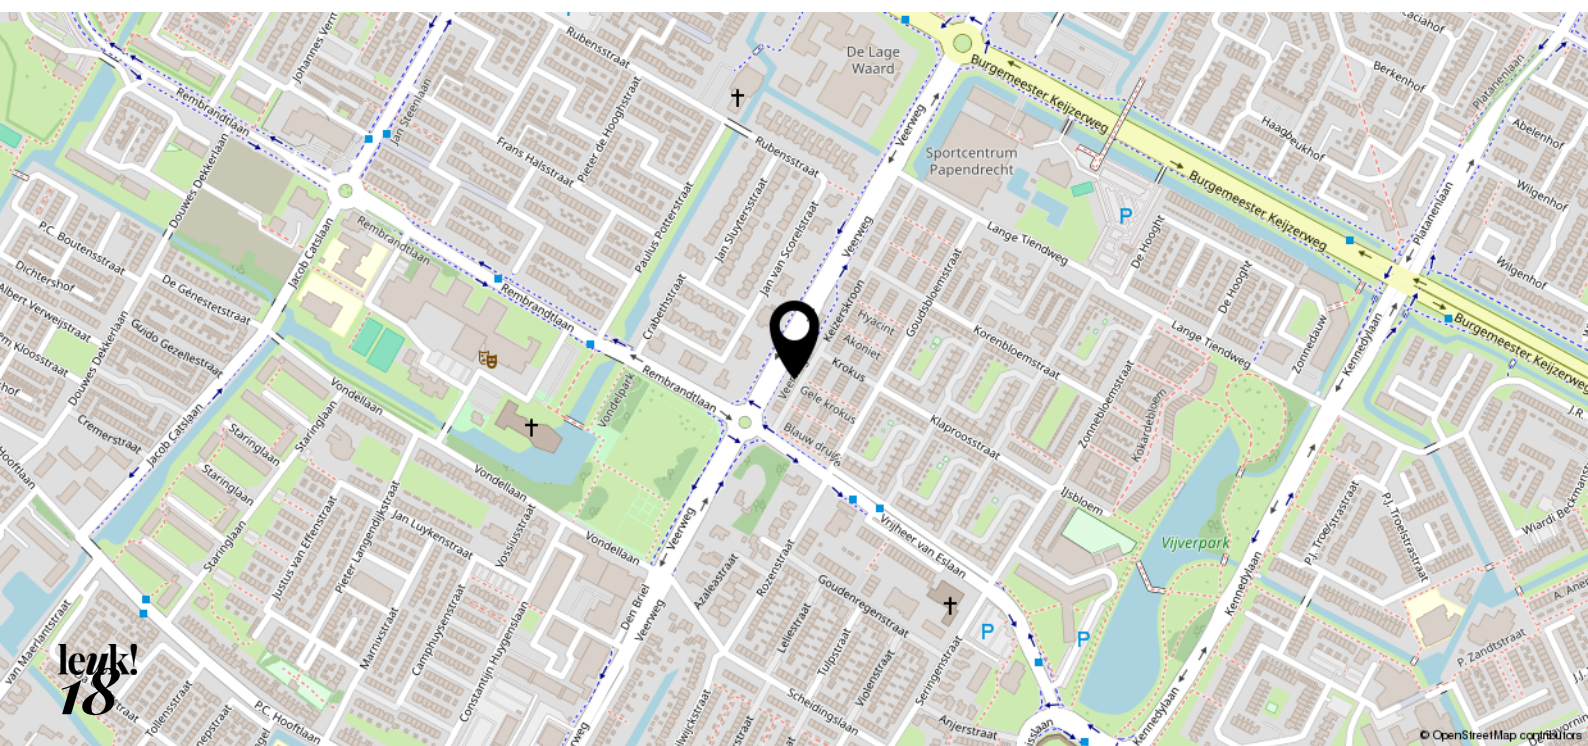 Rubensstraat
Johannes Verm
De Lage
Waard
Burgemeester Keijzerweg
Berkenhof
Platanenlaan
Rembrandtlaan
Jan Steenlaan
Pieter de Hooghstraat
Veerweg
Haagbeukhof
Abelenhof
Frans Halsstraat
Rubensstraat
Sportcentrum
Papendrecht
Douwes Dekkerlaan
Paulus Potterstraat
Jan Sluytersstraat
Jan van Scorelstraat
P
Burgemeester Keijzerweg
Wilgenhof
Platanenlaan
P.C. Boutensstraat
Rembrandtlaan
Jacob Catslaan
Veerweg
Lange Tiendweg
De Hooght
Wilgenhof
Dichtershof
De Génestetstraat
Rembrandtlaan
Crabethstraat
Keizerskroon
Goudsbloemstraat
De Hooght
Albert Verweijstraat
Guido Gezellestraat
Hyacint
Akoniet
Krokus
Korenbloemstraat
Lange Tiendweg
Zonnedauw
Kennedylaan
Burgemeester Keijzerweg
m Kloosstraat
Douwes Dekkerlaan
Vondellaan
Vondelpark
Rembrandtlaan
Gele krokus
Klaproosstraat
Zonnebloemstraat
Kokardebloem
J.R.
shof
Cremerstraat
Jacob Catslaan
Staringlaan
Staringlaan
Blauw druifje
Hooftlaan
Staringlaan
Vondellaan
IJsbloem
P.J. Troelstrastraat
P.J. Troelstrastraat
Wiardi Beckmanst
Staringlaan
Justus van Effenstraat
Pieter Langendijkstraat
Jan Luykenstraat
Vossiusstraat
Vondellaan
Veerweg
Vrijheer van Eslaan
Vijverpark
Kennedylaan
Azaleastraat
Rozenstraat
Goudenregenstraat
A. Ane
van Maerlantstraat
Marnixstraat
Camphuysenstraat
Constantijn Huygenslaan
Den Briel
Veerweg
Leliestraat
Tulpstraat
Violenstraat
Seringenstraat
P
P
P. Zandtstraat
leuk!
18
Tollensstraat
P.C. Hooftlaan
Scheidingslaan
Anjerstraat
Kennedylaan
© OpenStreetMap contributors